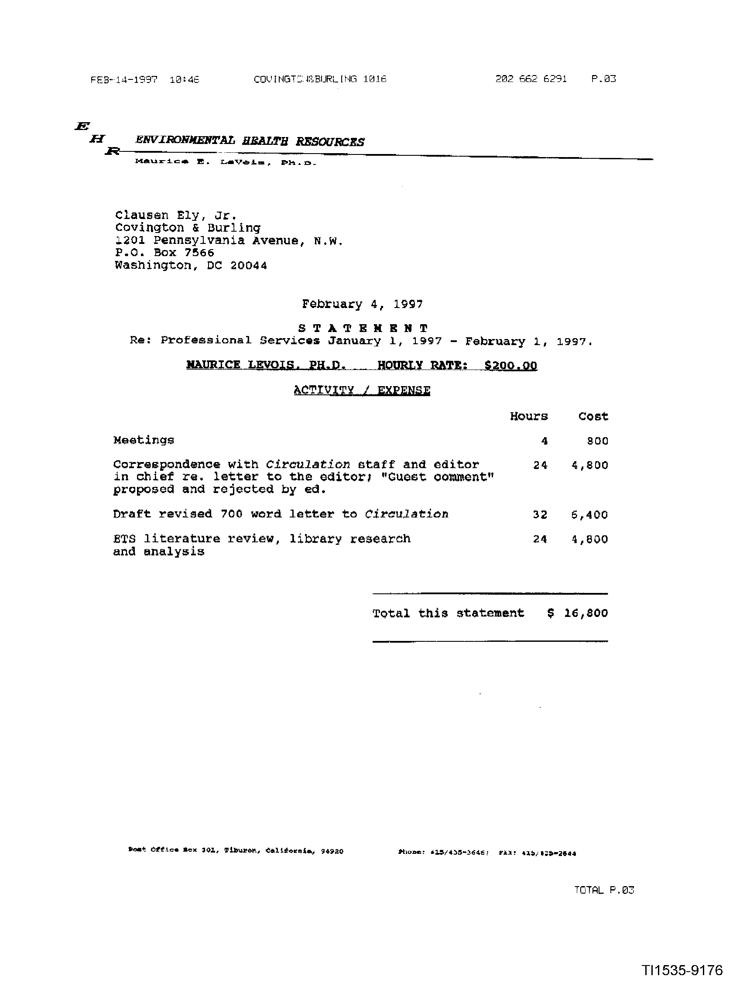 FEB-14-1997 10:46 COVINGTON&BURLING 1016 202 662 6291 P.03
E
H
R
ENVIRONMENTAL HEALTH RESOURCES
Maurice E. LeVois, Ph.D.
Clausen Ely, Jr.
Covington & Burling
1201 Pennsylvania Avenue, N.W.
P.O. Box 7566
Washington, DC 20044
February 4, 1997
S T A T E M E N T
Re: Professional Services January 1, 1997 - February 1, 1997.
MAURICE LEVOIS, PH.D. HOURLY RATE: $200.00
ACTIVITY / EXPENSE
Hours Cost
Meetings 4 800
Correspondence with Circulation staff and editor 24 4,800
in chief re. letter to the editor; "Guest comment"
proposed and rejected by ed.
Draft revised 700 word letter to Circulation 32 6,400
ETS literature review, library research 24 4,800
and analysis
Total this statement $ 16,800
Post Office Box 301, Tiburon, California, 94920 Phone: 415/435-3646; FAX:
TOTAL P.03
TI1535-9176